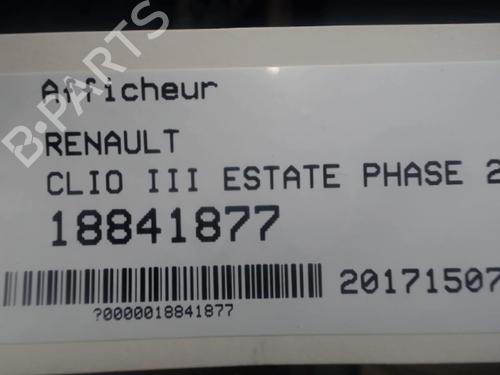 Afficheur
RENAULT
CLIO III ESTATE PHASE 2
18841877
20171507
?0000018841877
B-PARTS